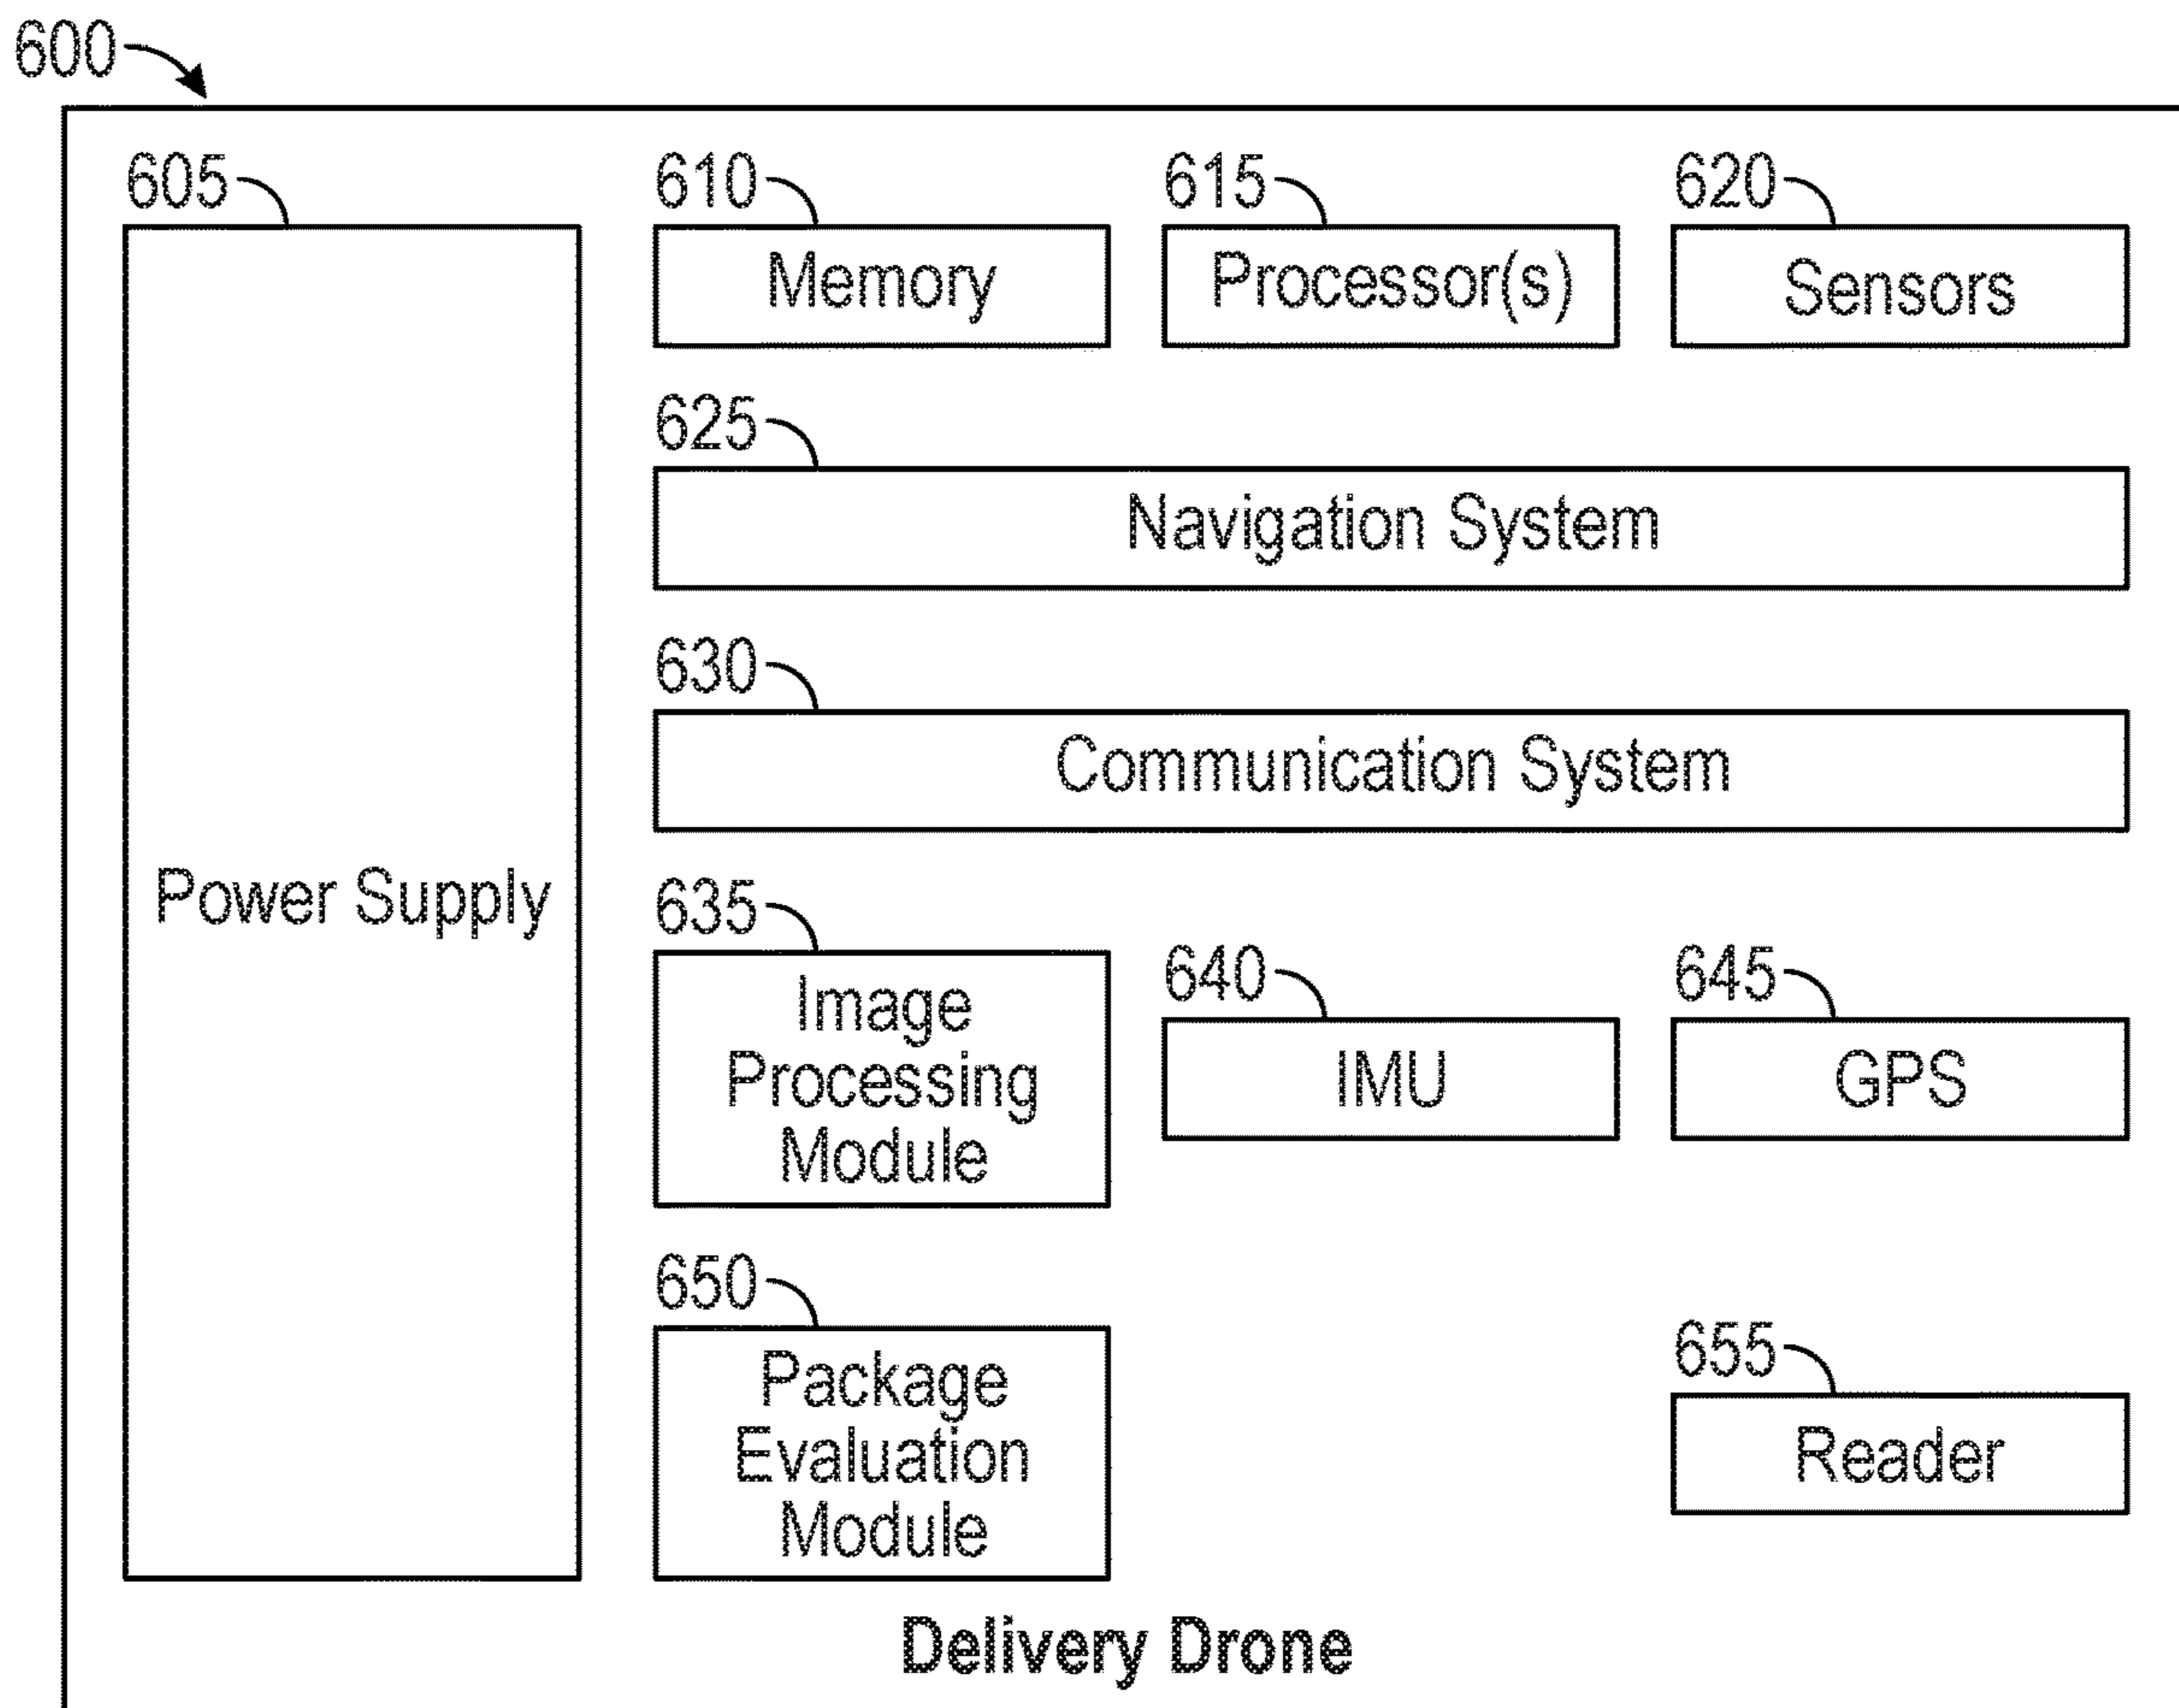 600
605
610
615
620
Memory
Processor(s)
Sensors
625
Navigation System
630
Communication System
Power Supply
635
Image
Processing
Module
640
IMU
645
GPS
650
Package
Evaluation
Module
655
Reader
Delivery Drone